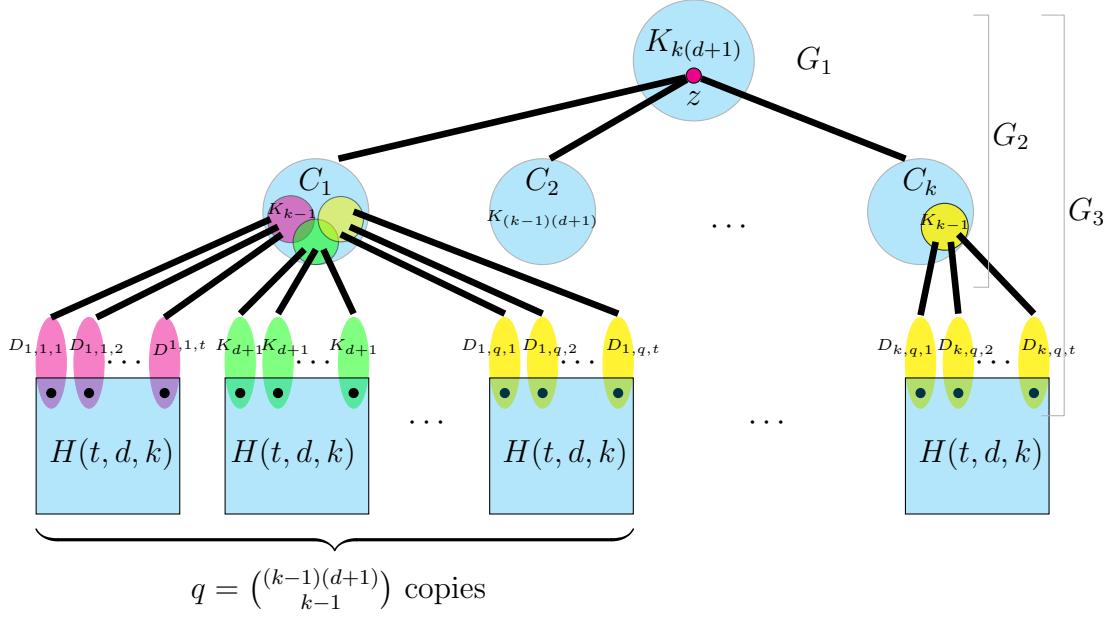 K_{k(d+1)}
G_1
z
G_2
C_1
C_2
C_k
K_{k-1}
K_{(k-1)(d+1)}
…
K_{k-1}
G_3
D_{1,1,1} D_{1,1,2} … D^{1,1,t} K_{d+1} K_{d+1} … K_{d+1} D_{1,q,1} D_{1,q,2} … D_{1,q,t} D_{k,q,1} D_{k,q,2} … D_{k,q,t}
… …
H(t, d, k) H(t, d, k) H(t, d, k) H(t, d, k)
q = \binom{(k-1)(d+1)}{k-1} copies